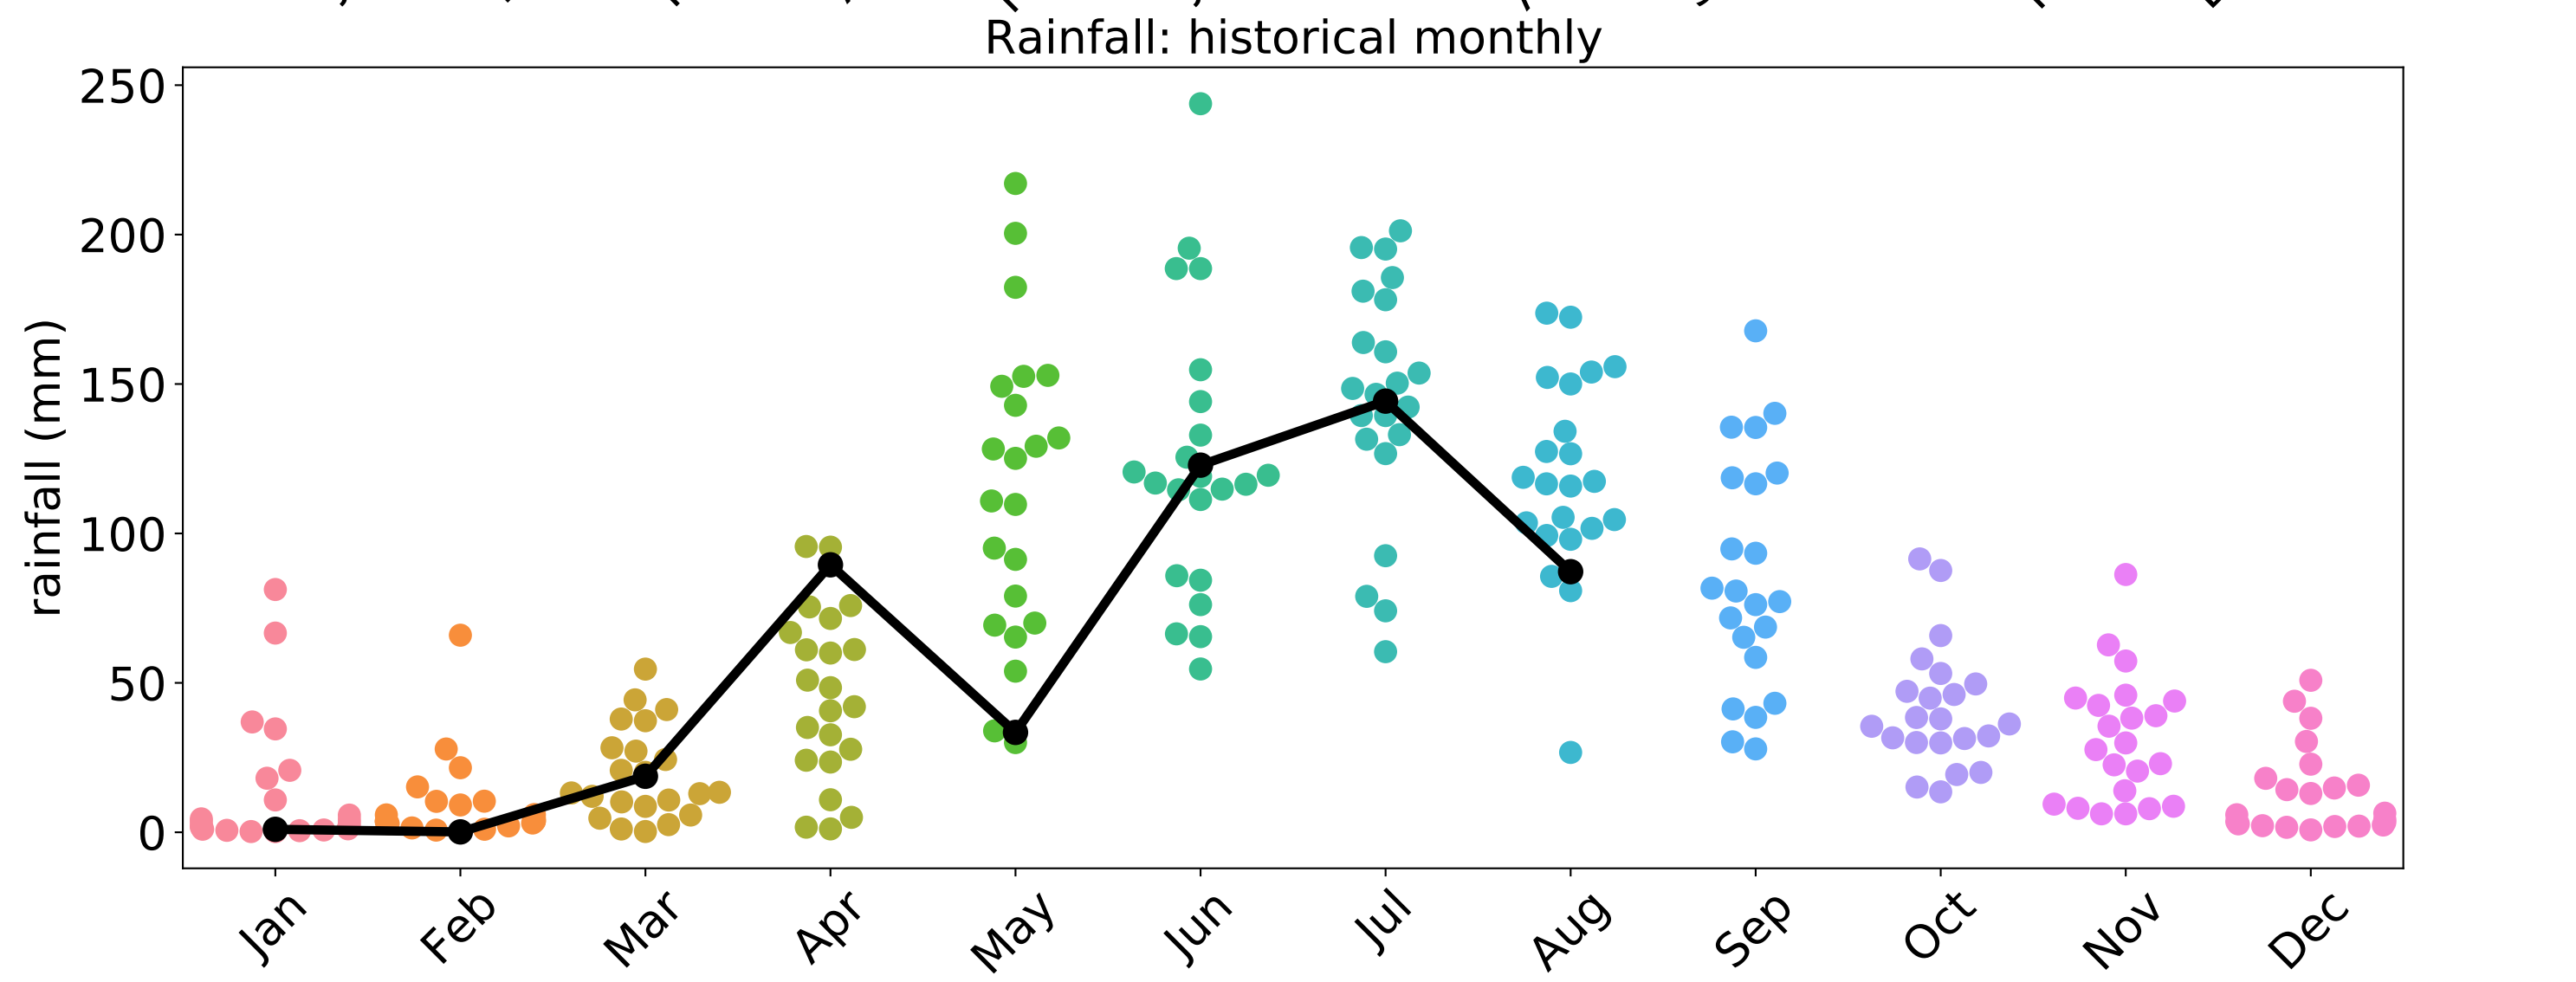 Rainfall: historical monthly
rainfall (mm)
250
200
150
100
50
0
Jan
Feb
Mar
Apr
May
Jun
Jul
Aug
Sep
Oct
Nov
Dec